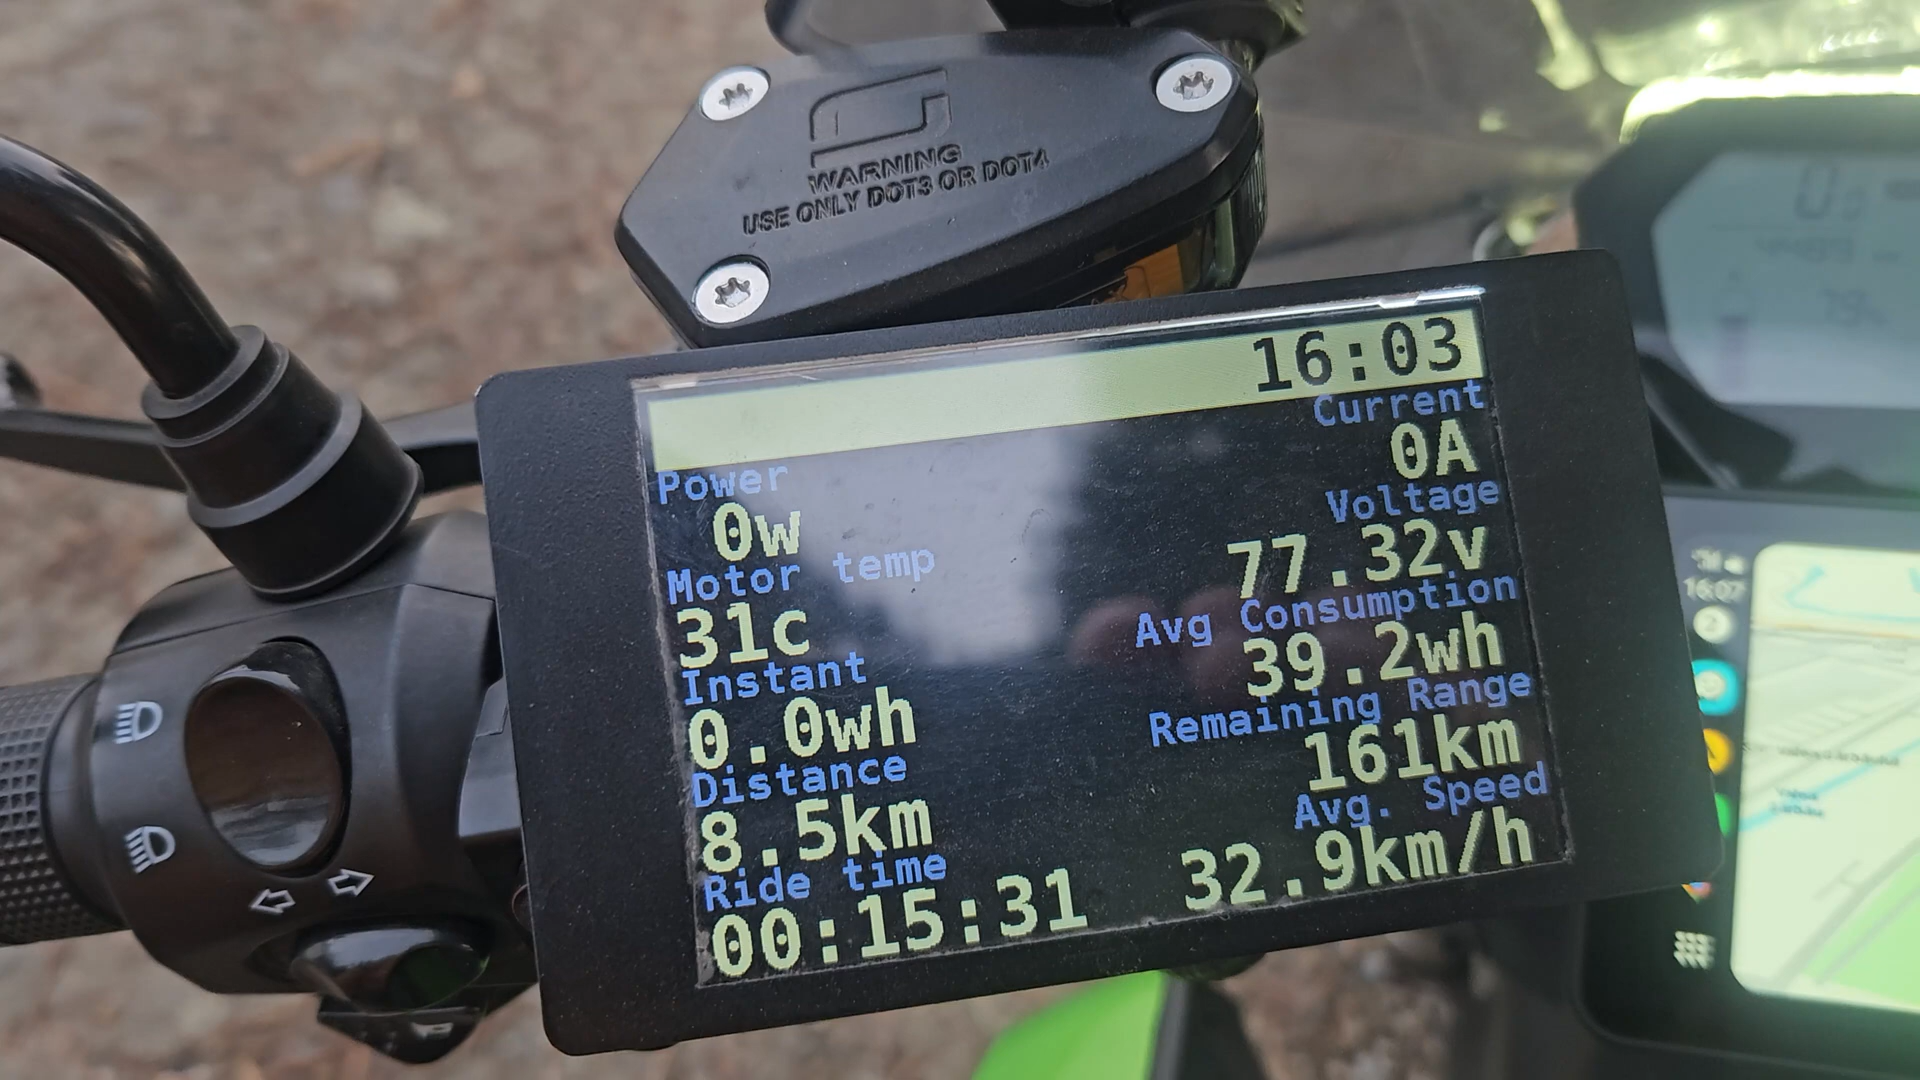 WARNING
USE ONLY DOT3 OR DOT4
16:03
Current
0A
Power
0w
Voltage
77.32v
Motor temp
31c
Avg Consumption
39.2wh
Instant
0.0wh
Remaining Range
161km
Distance
8.5km
Avg. Speed
32.9km/h
Ride time
00:15:31
16:07
P